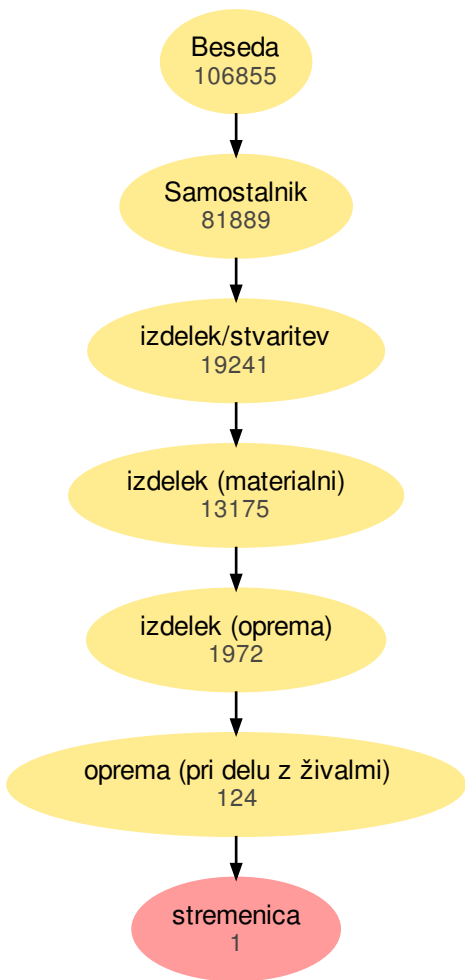 Beseda
106855
Samostalnik
81889
izdelek/stvaritev
19241
izdelek (materialni)
13175
izdelek (oprema)
1972
oprema (pri delu z živalmi)
124
stremenica
1